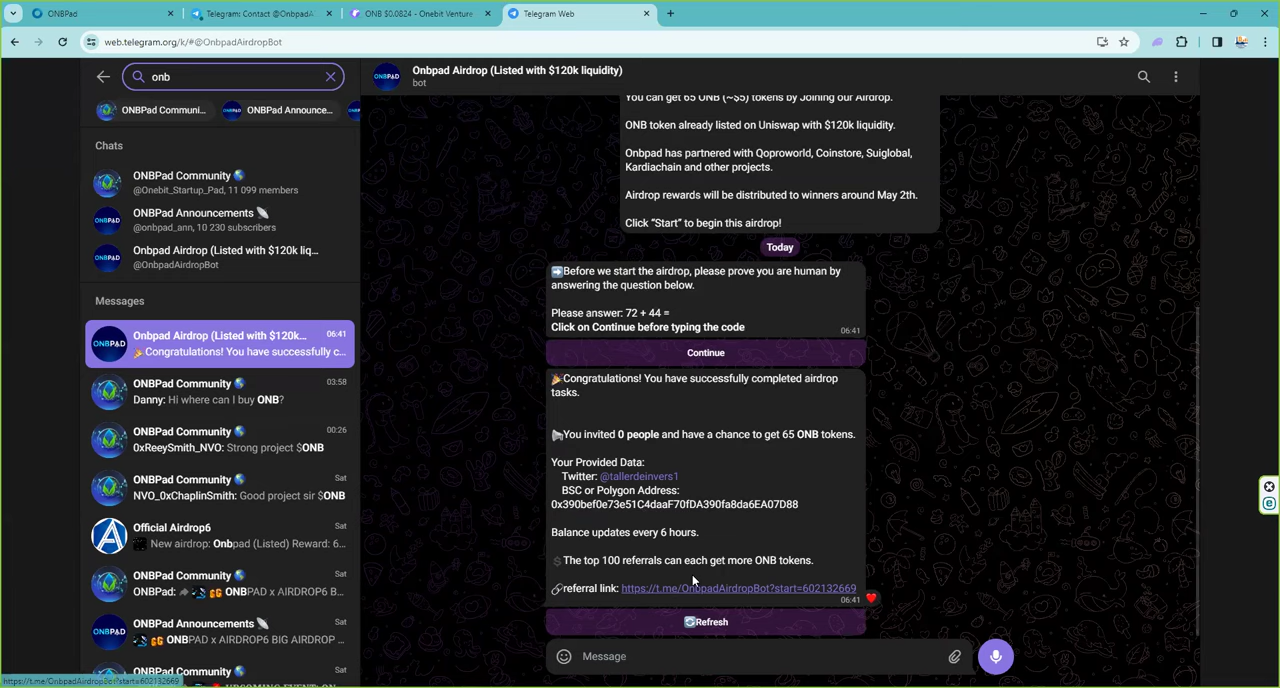 ONBPad
Telegram: Contact @OnbpadA
ONB $0.0824 - Onebit Venture
Telegram Web
web.telegram.org/k/#@OnbpadAirdropBot
onb
ONBPad Communi...
ONBPad Announce...
Chats
ONBPad Community
@Onebit_Startup_Pad, 11 099 members
ONBPad Announcements
@onbpad_ann, 10 230 subscribers
Onbpad Airdrop (Listed with $120k liq...
@OnbpadAirdropBot
Messages
Onbpad Airdrop (Listed with $120k... 06:41
🎉Congratulations! You have successfully c...
ONBPad Community 🌎 03:58
Danny: Hi where can I buy ONB?
ONBPad Community 🌎 00:26
0xReeySmith_NVO: Strong project $ONB
ONBPad Community 🌎 Sat
NVO_0xChaplinSmith: Good project sir $ONB
Official Airdrop6 Sat
New airdrop: Onbpad (Listed) Reward: 6...
ONBPad Community 🌎 Sat
ONBPad: ONBPAD x AIRDROP6 B...
ONBPad Announcements Sat
ONBPAD x AIRDROP6 BIG AIRDROP ...
ONBPad Community 🌎 Sat
https://t.me/OnbpadAirdropBot?start=602132669
Onbpad Airdrop (Listed with $120k liquidity)
bot
You can get 65 ONB (~$5) tokens by Joining our Airdrop.
ONB token already listed on Uniswap with $120k liquidity.
Onbpad has partnered with Qoproworld, Coinstore, Suiglobal,
Kardiachain and other projects.
Airdrop rewards will be distributed to winners around May 2th.
Click “Start” to begin this airdrop!
Today
➡Before we start the airdrop, please prove you are human by
answering the question below.
Please answer: 72 + 44 =
Click on Continue before typing the code
06:41
Continue
🎉Congratulations! You have successfully completed airdrop
tasks.
📢You invited 0 people and have a chance to get 65 ONB tokens.
Your Provided Data:
Twitter: @tallerdeinvers1
BSC or Polygon Address:
0x390bef0e73e51C4daaF70fDA390fa8da6EA07D88
Balance updates every 6 hours.
The top 100 referrals can each get more ONB tokens.
🔗referral link: https://t.me/OnbpadAirdropBot?start=602132669
06:41
🔄Refresh
Message